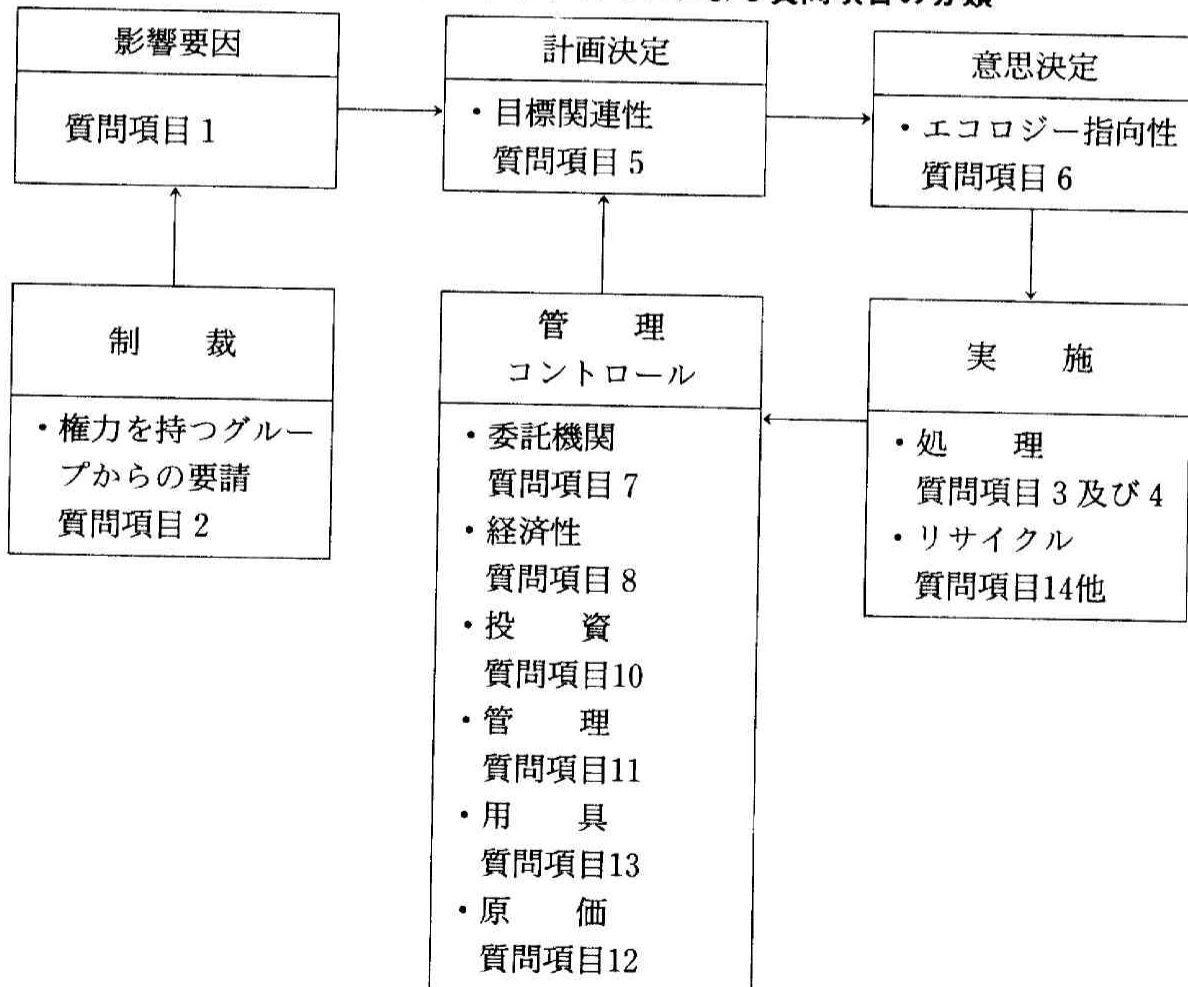 質問項目の分類
影響要因
質問項目1
計画決定
・目標関連性
質問項目5
意思決定
・エコロジー指向性
質問項目6
制 裁
・権力を持つグルー
プからの要請
質問項目2
管 理
コントロール
・委託機関
質問項目7
・経済性
質問項目8
・投 資
質問項目10
・管 理
質問項目11
・用 具
質問項目13
・原 価
質問項目12
実 施
・処 理
質問項目3及び4
・リサイクル
質問項目14他